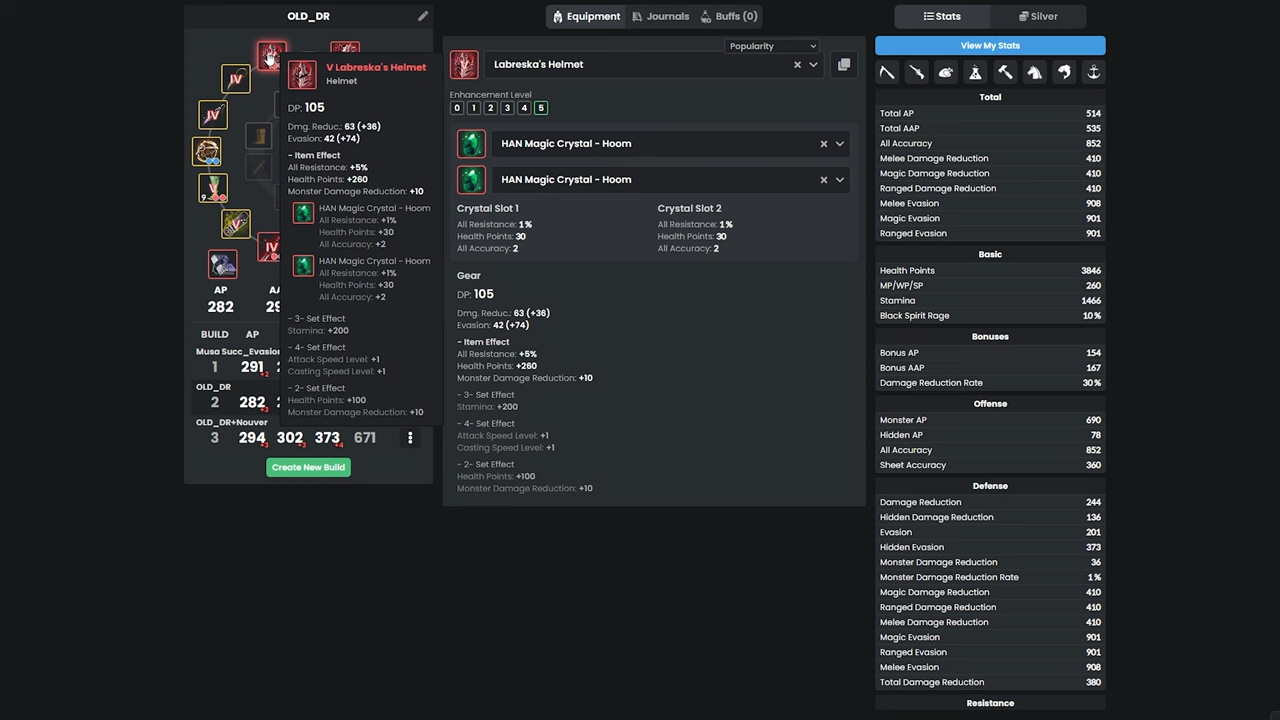 OLD_DR
IV
IV
V
9
V
IV
AP
282
29
BUILD AP
Musa Succ_Evasion
1 291 +2
OLD_DR
2 282 +3
OLD_DR+Nouver
3 294 +3 302 +3 373 +4 671
Create New Build
V Labreska's Helmet
Helmet
DP: 105
Dmg. Reduc.: 63 (+36)
Evasion: 42 (+74)
- Item Effect
All Resistance: +5%
Health Points: +260
Monster Damage Reduction: +10
HAN Magic Crystal - Hoom
All Resistance: +1%
Health Points: +30
All Accuracy: +2
HAN Magic Crystal - Hoom
All Resistance: +1%
Health Points: +30
All Accuracy: +2
- 3- Set Effect
Stamina: +200
- 4- Set Effect
Attack Speed Level: +1
Casting Speed Level: +1
- 2- Set Effect
Health Points: +100
Monster Damage Reduction: +10
Equipment Journals Buffs (0)
Popularity
Labreska's Helmet
Enhancement Level
0 1 2 3 4 5
HAN Magic Crystal - Hoom
HAN Magic Crystal - Hoom
Crystal Slot 1 Crystal Slot 2
All Resistance: 1% All Resistance: 1%
Health Points: 30 Health Points: 30
All Accuracy: 2 All Accuracy: 2
Gear
DP: 105
Dmg. Reduc.: 63 (+36)
Evasion: 42 (+74)
- Item Effect
All Resistance: +5%
Health Points: +260
Monster Damage Reduction: +10
- 3- Set Effect
Stamina: +200
- 4- Set Effect
Attack Speed Level: +1
Casting Speed Level: +1
- 2- Set Effect
Health Points: +100
Monster Damage Reduction: +10
Stats Silver
View My Stats
Total
Total AP 514
Total AAP 535
All Accuracy 852
Melee Damage Reduction 410
Magic Damage Reduction 410
Ranged Damage Reduction 410
Melee Evasion 908
Magic Evasion 901
Ranged Evasion 901
Basic
Health Points 3846
MP/WP/SP 260
Stamina 1466
Black Spirit Rage 10 %
Bonuses
Bonus AP 154
Bonus AAP 167
Damage Reduction Rate 30 %
Offense
Monster AP 690
Hidden AP 78
All Accuracy 852
Sheet Accuracy 360
Defense
Damage Reduction 244
Hidden Damage Reduction 136
Evasion 201
Hidden Evasion 373
Monster Damage Reduction 36
Monster Damage Reduction Rate 1 %
Magic Damage Reduction 410
Ranged Damage Reduction 410
Melee Damage Reduction 410
Magic Evasion 901
Ranged Evasion 901
Melee Evasion 908
Total Damage Reduction 380
Resistance